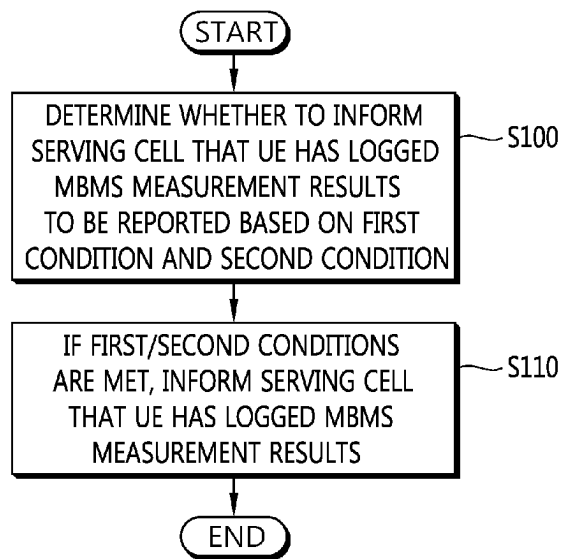 START
DETERMINE WHETHER TO INFORM
SERVING CELL THAT UE HAS LOGGED
MBMS MEASUREMENT RESULTS
TO BE REPORTED BASED ON FIRST
CONDITION AND SECOND CONDITION
S100
IF FIRST/SECOND CONDITIONS
ARE MET, INFORM SERVING CELL
THAT UE HAS LOGGED MBMS
MEASUREMENT RESULTS
S110
END